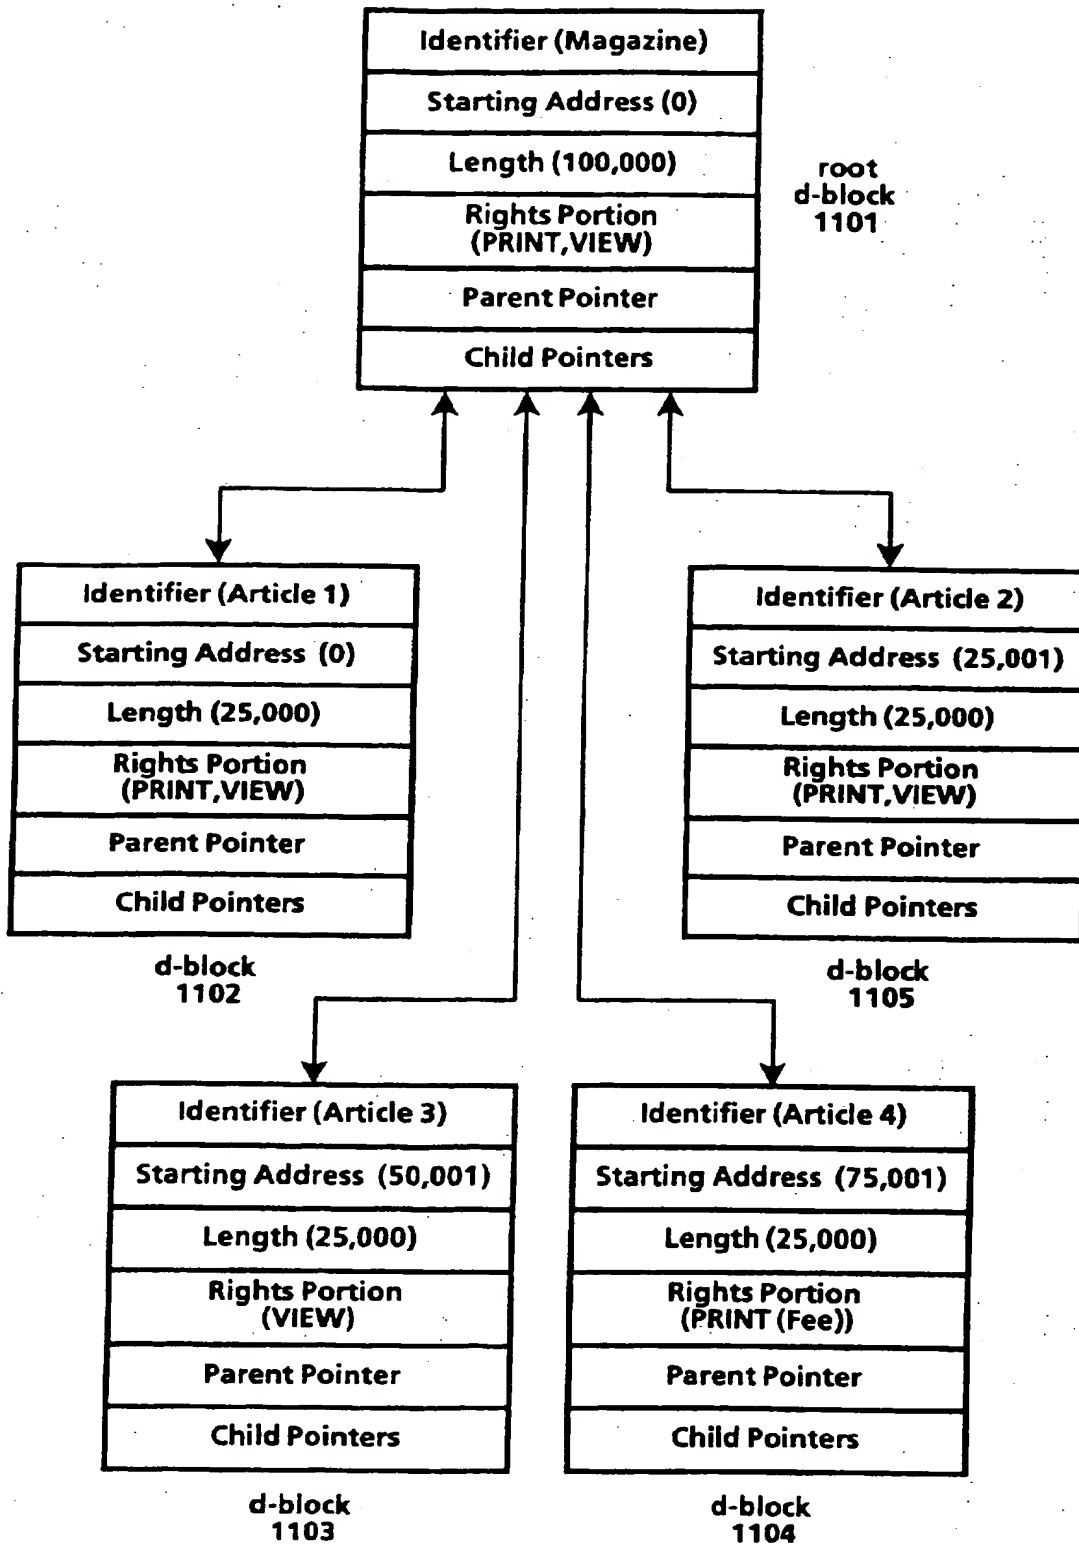 Identifier (Magazine)
Starting Address (0)
Length (100,000)
Rights Portion
(PRINT,VIEW)
Parent Pointer
Child Pointers
root
d-block
1101
Identifier (Article 1)
Starting Address (0)
Length (25,000)
Rights Portion
(PRINT,VIEW)
Parent Pointer
Child Pointers
d-block
1102
Identifier (Article 2)
Starting Address (25,001)
Length (25,000)
Rights Portion
(PRINT,VIEW)
Parent Pointer
Child Pointers
d-block
1105
Identifier (Article 3)
Starting Address (50,001)
Length (25,000)
Rights Portion
(VIEW)
Parent Pointer
Child Pointers
d-block
1103
Identifier (Article 4)
Starting Address (75,001)
Length (25,000)
Rights Portion
(PRINT (Fee))
Parent Pointer
Child Pointers
d-block
1104